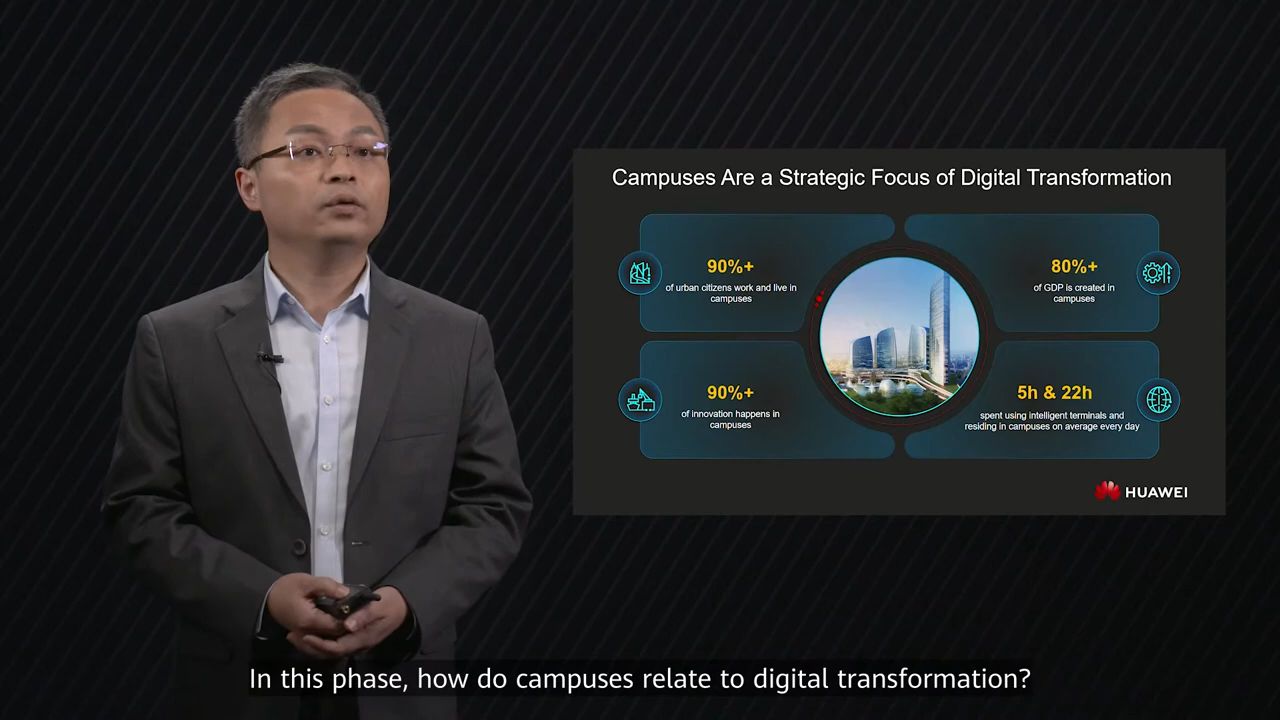 Campuses Are a Strategic Focus of Digital Transformation
90%+
of urban citizens work and live in
campuses
80%+
of GDP is created in
campuses
90%+
of innovation happens in
campuses
5h & 22h
spent using intelligent terminals and
residing in campuses on average every day
HUAWEI
In this phase, how do campuses relate to digital transformation?